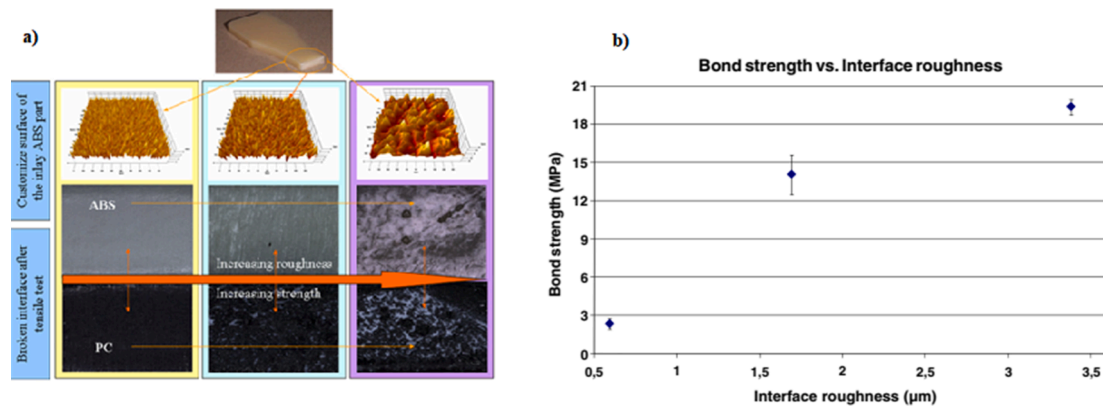 a)
Customize surface of
the inlay ABS part
Broken interface after
tensile test
ABS
Increasing roughness
Increasing strength
PC
b)
Bond strength vs. Interface roughness
Bond strength (MPa)
21
18
15
12
9
6
3
0
0,5
1
1,5
2
2,5
3
3,5
Interface roughness (µm)